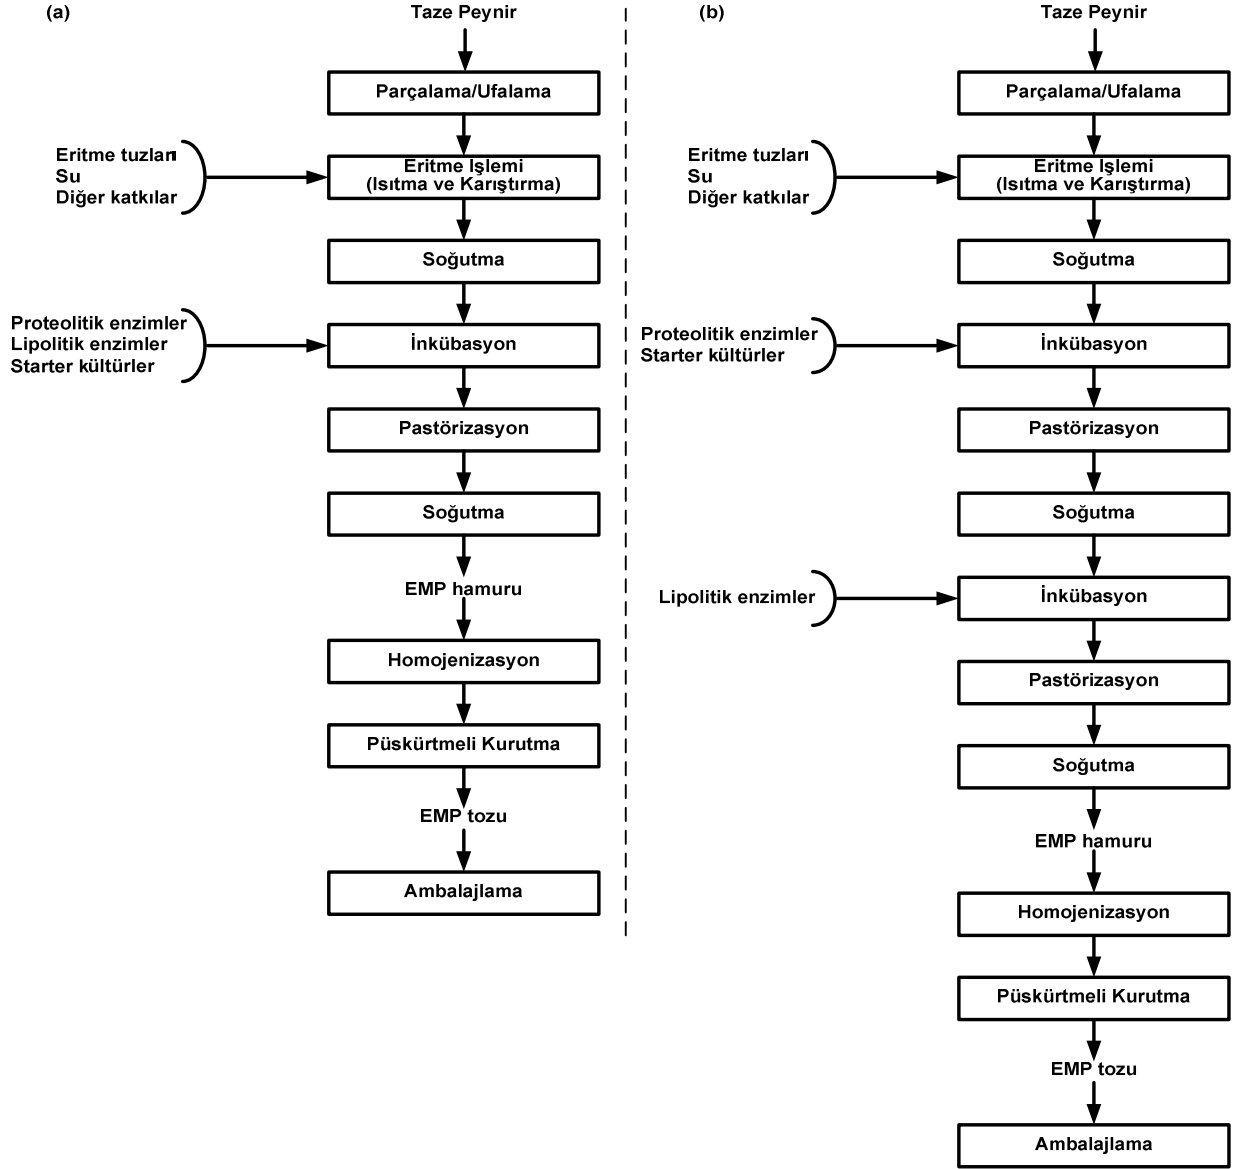 (a)
Taze Peynir
Parçalama/Ufalama
Eritme tuzları
Su
Diğer katkılar
Eritme İşlemi
(Isıtma ve Karıştırma)
Soğutma
Proteolitik enzimler
Lipolitik enzimler
Starter kültürler
İnkübasyon
Pastörizasyon
Soğutma
EMP hamuru
Homojenizasyon
Püskürtmeli Kurutma
EMP tozu
Ambalajlama
(b)
Taze Peynir
Parçalama/Ufalama
Eritme tuzları
Su
Diğer katkılar
Eritme İşlemi
(Isıtma ve Karıştırma)
Soğutma
Proteolitik enzimler
Starter kültürler
İnkübasyon
Pastörizasyon
Soğutma
Lipolitik enzimler
İnkübasyon
Pastörizasyon
Soğutma
EMP hamuru
Homojenizasyon
Püskürtmeli Kurutma
EMP tozu
Ambalajlama